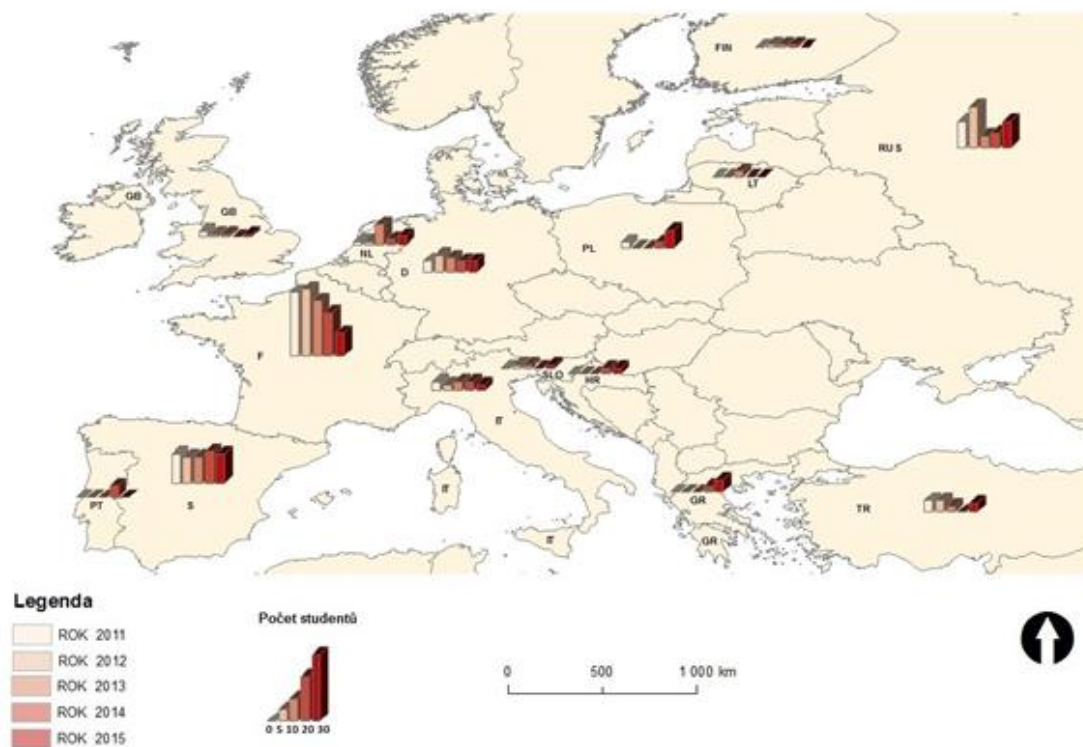 FIN
RU S
GB
GB
LT
NL
D
PL
F
SLO
HR
IT
IT
IT
PT
S
GR
GR
TR
Legenda
ROK 2011
ROK 2012
ROK 2013
ROK 2014
ROK 2015
Počet studentů
0 5 10 20 30
0 500 1 000 km